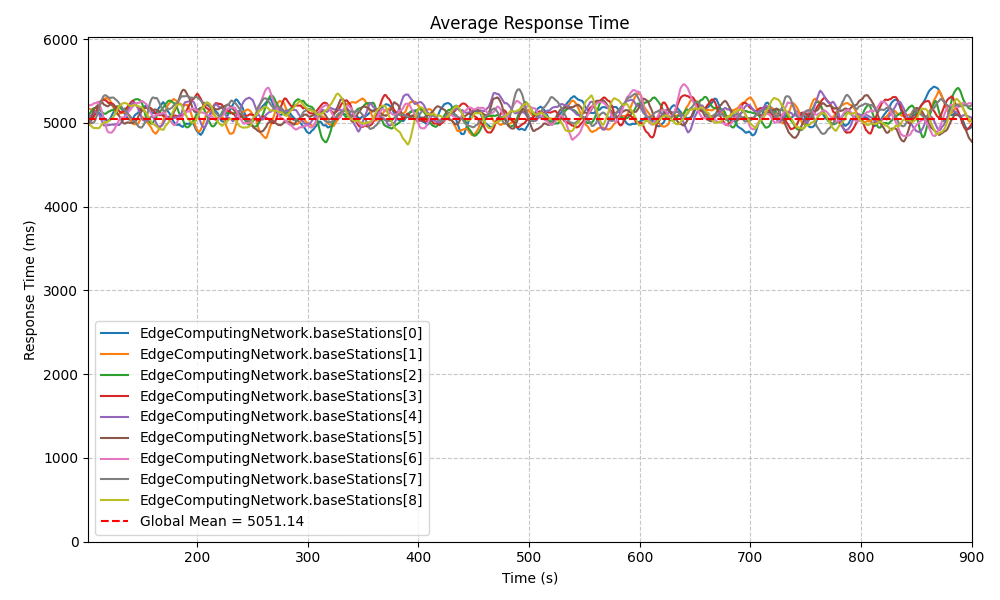 Average Response Time
6000
5000
4000
3000
2000
1000
0
Response Time (ms)
EdgeComputingNetwork.baseStations[0]
EdgeComputingNetwork.baseStations[1]
EdgeComputingNetwork.baseStations[2]
EdgeComputingNetwork.baseStations[3]
EdgeComputingNetwork.baseStations[4]
EdgeComputingNetwork.baseStations[5]
EdgeComputingNetwork.baseStations[6]
EdgeComputingNetwork.baseStations[7]
EdgeComputingNetwork.baseStations[8]
Global Mean = 5051.14
200 300 400 500 600 700 800 900
Time (s)